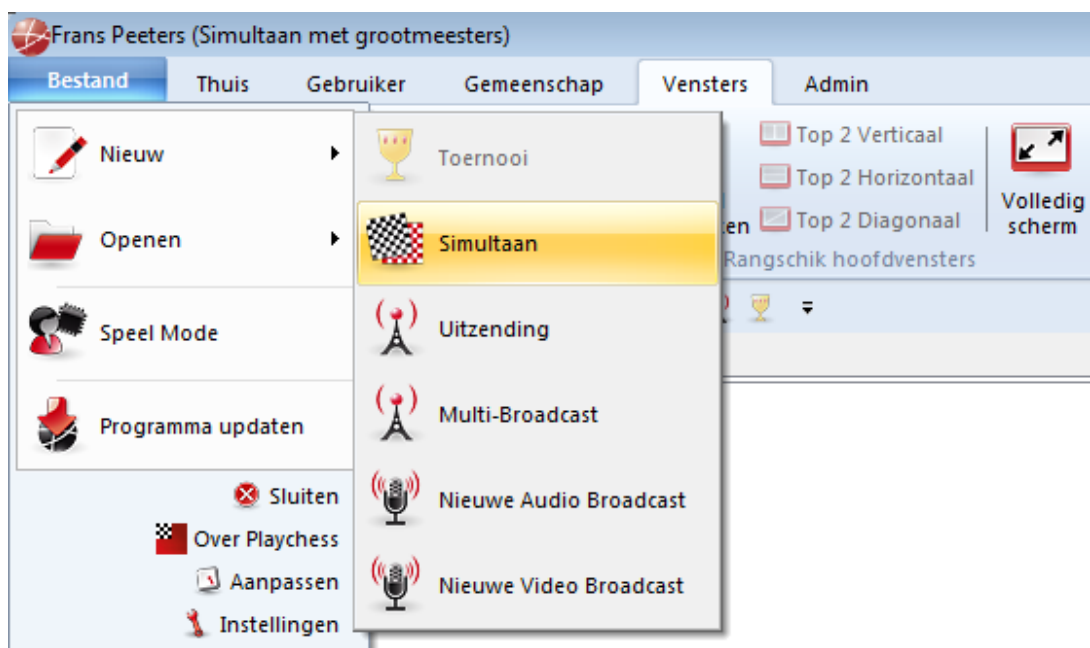 Frans Peeters (Simultaan met grootmeesters)
Bestand Thuis Gebruiker Gemeenschap Vensters Admin
Nieuw
Openen
Speel Mode
Programma updaten
Sluiten
Over Playchess
Aanpassen
Instellingen
Toernooi
Simultaan
Uitzending
Multi-Broadcast
Nieuwe Audio Broadcast
Nieuwe Video Broadcast
Top 2 Verticaal
Top 2 Horizontaal
Top 2 Diagonaal
Rangschik hoofdvensters
Volledig
scherm